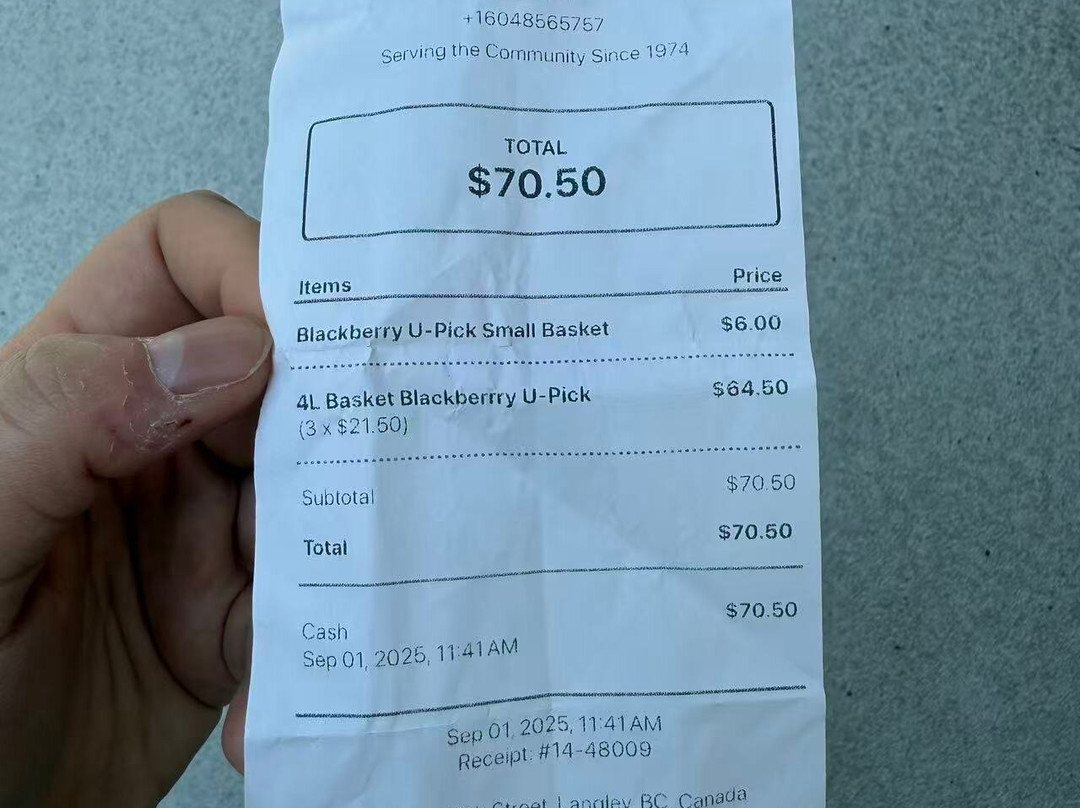 +16048565757
Serving the Community Since 1974
TOTAL
$70.50
Items Price
Blackberry U-Pick Small Basket $6.00
4L Basket Blackberrry U-Pick $64.50
(3 x $21.50)
Subtotal $70.50
Total $70.50
Cash $70.50
Sep 01, 2025, 11:41 AM
Sep 01, 2025, 11:41 AM
Receipt: #14-48009
Street, Langley, BC, Canada